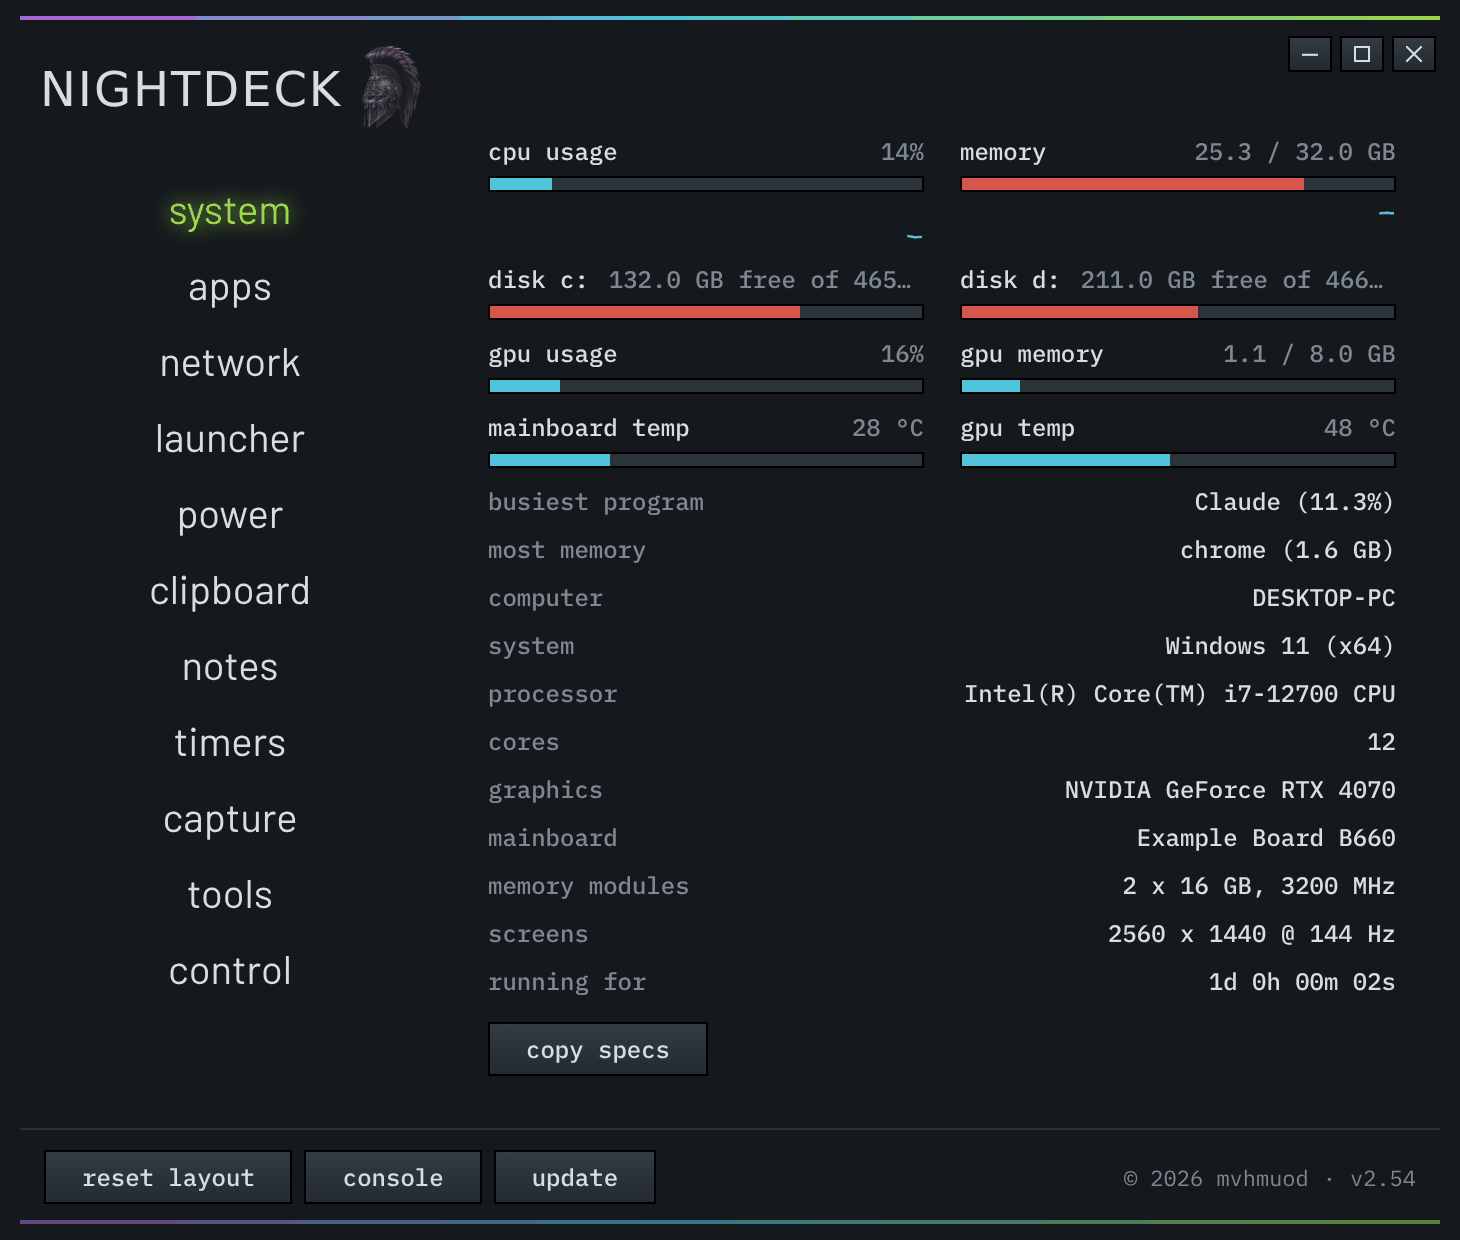 NIGHTDECK
system
apps
network
launcher
power
clipboard
notes
timers
capture
tools
control
cpu usage 14%
memory 25.3 / 32.0 GB
disk c: 132.0 GB free of 465…
disk d: 211.0 GB free of 466…
gpu usage 16%
gpu memory 1.1 / 8.0 GB
mainboard temp 28 °C
gpu temp 48 °C
busiest program Claude (11.3%)
most memory chrome (1.6 GB)
computer DESKTOP-PC
system Windows 11 (x64)
processor Intel(R) Core(TM) i7-12700 CPU
cores 12
graphics NVIDIA GeForce RTX 4070
mainboard Example Board B660
memory modules 2 x 16 GB, 3200 MHz
screens 2560 x 1440 @ 144 Hz
running for 1d 0h 00m 02s
copy specs
reset layout console update © 2026 mvhmuod · v2.54